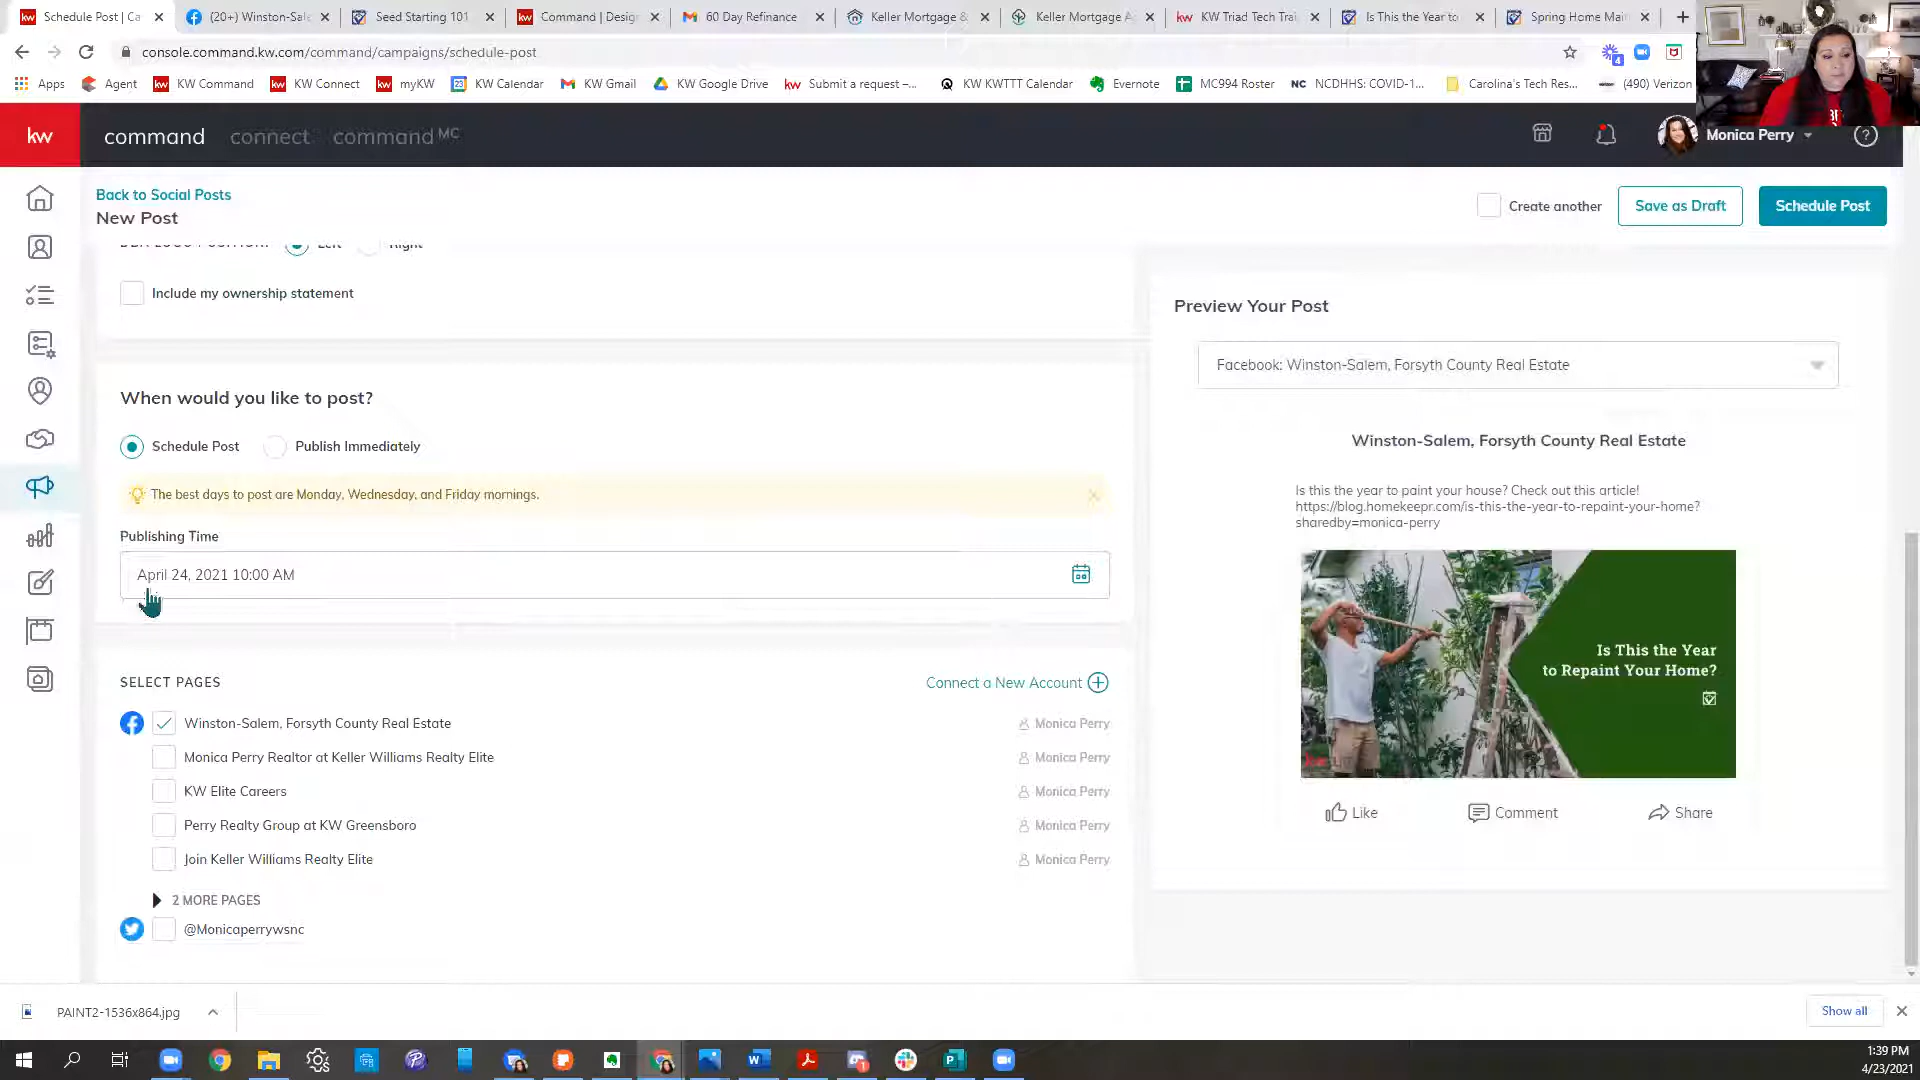 Schedule Post | Ca
(20+) Winston-Sale
Seed Starting 101
Command | Design
60 Day Refinance
Keller Mortgage &
Keller Mortgage A
KW Triad Tech Trai
Is This the Year to
Spring Home Main
console.command.kw.com/command/campaigns/schedule-post
4
Apps
Agent
KW Command
KW Connect
myKW
KW Calendar
KW Gmail
KW Google Drive
Submit a request –...
KW KWTTT Calendar
Evernote
MC994 Roster
NC NCDHHS: COVID-1...
Carolina's Tech Res...
(490) Verizon
kw
command
connect
command MC
Monica Perry
Back to Social Posts
New Post
Create another
Save as Draft
Schedule Post
Left
Right
Include my ownership statement
When would you like to post?
Schedule Post
Publish Immediately
The best days to post are Monday, Wednesday, and Friday mornings.
Publishing Time
April 24, 2021 10:00 AM
SELECT PAGES
Connect a New Account
Winston-Salem, Forsyth County Real Estate
Monica Perry
Monica Perry Realtor at Keller Williams Realty Elite
Monica Perry
KW Elite Careers
Monica Perry
Perry Realty Group at KW Greensboro
Monica Perry
Join Keller Williams Realty Elite
Monica Perry
2 MORE PAGES
@Monicaperrywsnc
Preview Your Post
Facebook: Winston-Salem, Forsyth County Real Estate
Winston-Salem, Forsyth County Real Estate
Is this the year to paint your house? Check out this article!
https://blog.homekeepr.com/is-this-the-year-to-repaint-your-home?
sharedby=monica-perry
Is This the Year
to Repaint Your Home?
Like
Comment
Share
PAINT2-1536x864.jpg
Show all
1:39 PM
4/23/2021